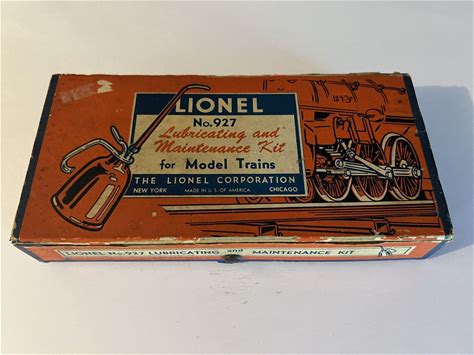 LIONEL
No. 927
Lubricating and
Maintenance Kit
for Model Trains
THE LIONEL CORPORATION
NEW YORK MADE IN U.S. OF AMERICA CHICAGO
LIONEL No. 927 LUBRICATING and MAINTENANCE KIT